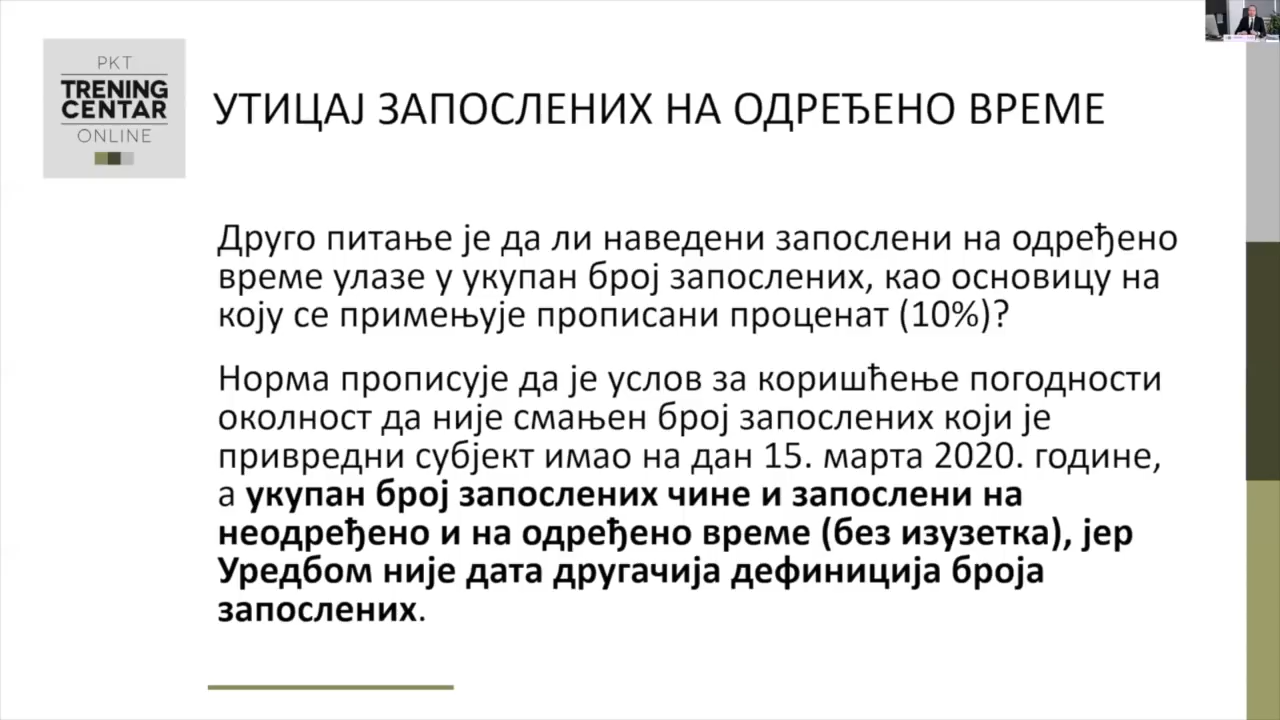 PKT
TRENING
CENTAR
ONLINE
УТИЦАЈ ЗАПОСЛЕНИХ НА ОДРЕЂЕНО ВРЕМЕ
Друго питање је да ли наведени запослени на одређено
време улазе у укупан број запослених, као основицу на
коју се примењује прописани проценат (10%)?
Норма прописује да је услов за коришћење погодности
околност да није смањен број запослених који је
привредни субјект имао на дан 15. марта 2020. године,
а укупан број запослених чине и запослени на
неодређено и на одређено време (без изузетка), јер
Уредбом није дата другачија дефиниција броја
запослених.